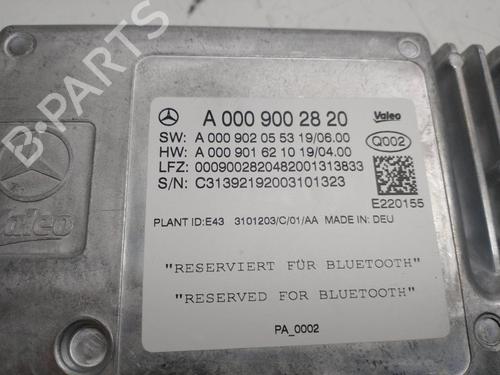 A 000 900 28 20
Valeo
SW: A 000 902 05 53 19/06.00
HW: A 000 901 62 10 19/04.00
Q002
LFZ: 0009002820482001313833
S/N: C31392192003101323
E220155
PLANT ID:E43 3101203/C/01/AA MADE IN: DEU
"RESERVIERT FÜR BLUETOOTH"
"RESERVED FOR BLUETOOTH"
PA_0002
Valeo